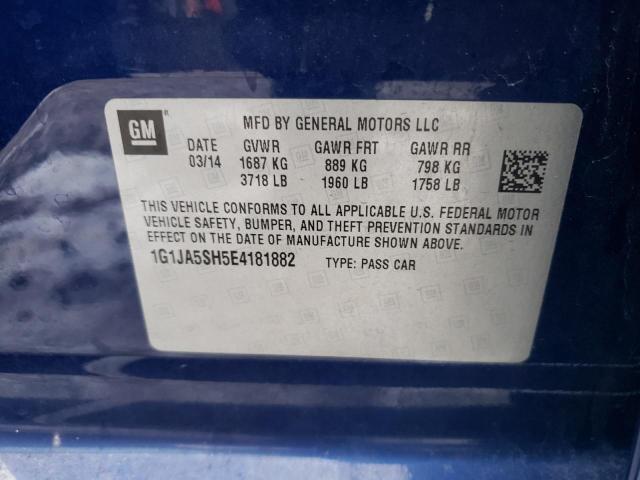 GM
MFD BY GENERAL MOTORS LLC
DATE GVWR GAWR FRT GAWR RR
03/14 1687 KG 889 KG 798 KG
3718 LB 1960 LB 1758 LB
THIS VEHICLE CONFORMS TO ALL APPLICABLE U.S. FEDERAL MOTOR
VEHICLE SAFETY, BUMPER, AND THEFT PREVENTION STANDARDS IN
EFFECT ON THE DATE OF MANUFACTURE SHOWN ABOVE.
1G1JA5SH5E4181882 TYPE: PASS CAR